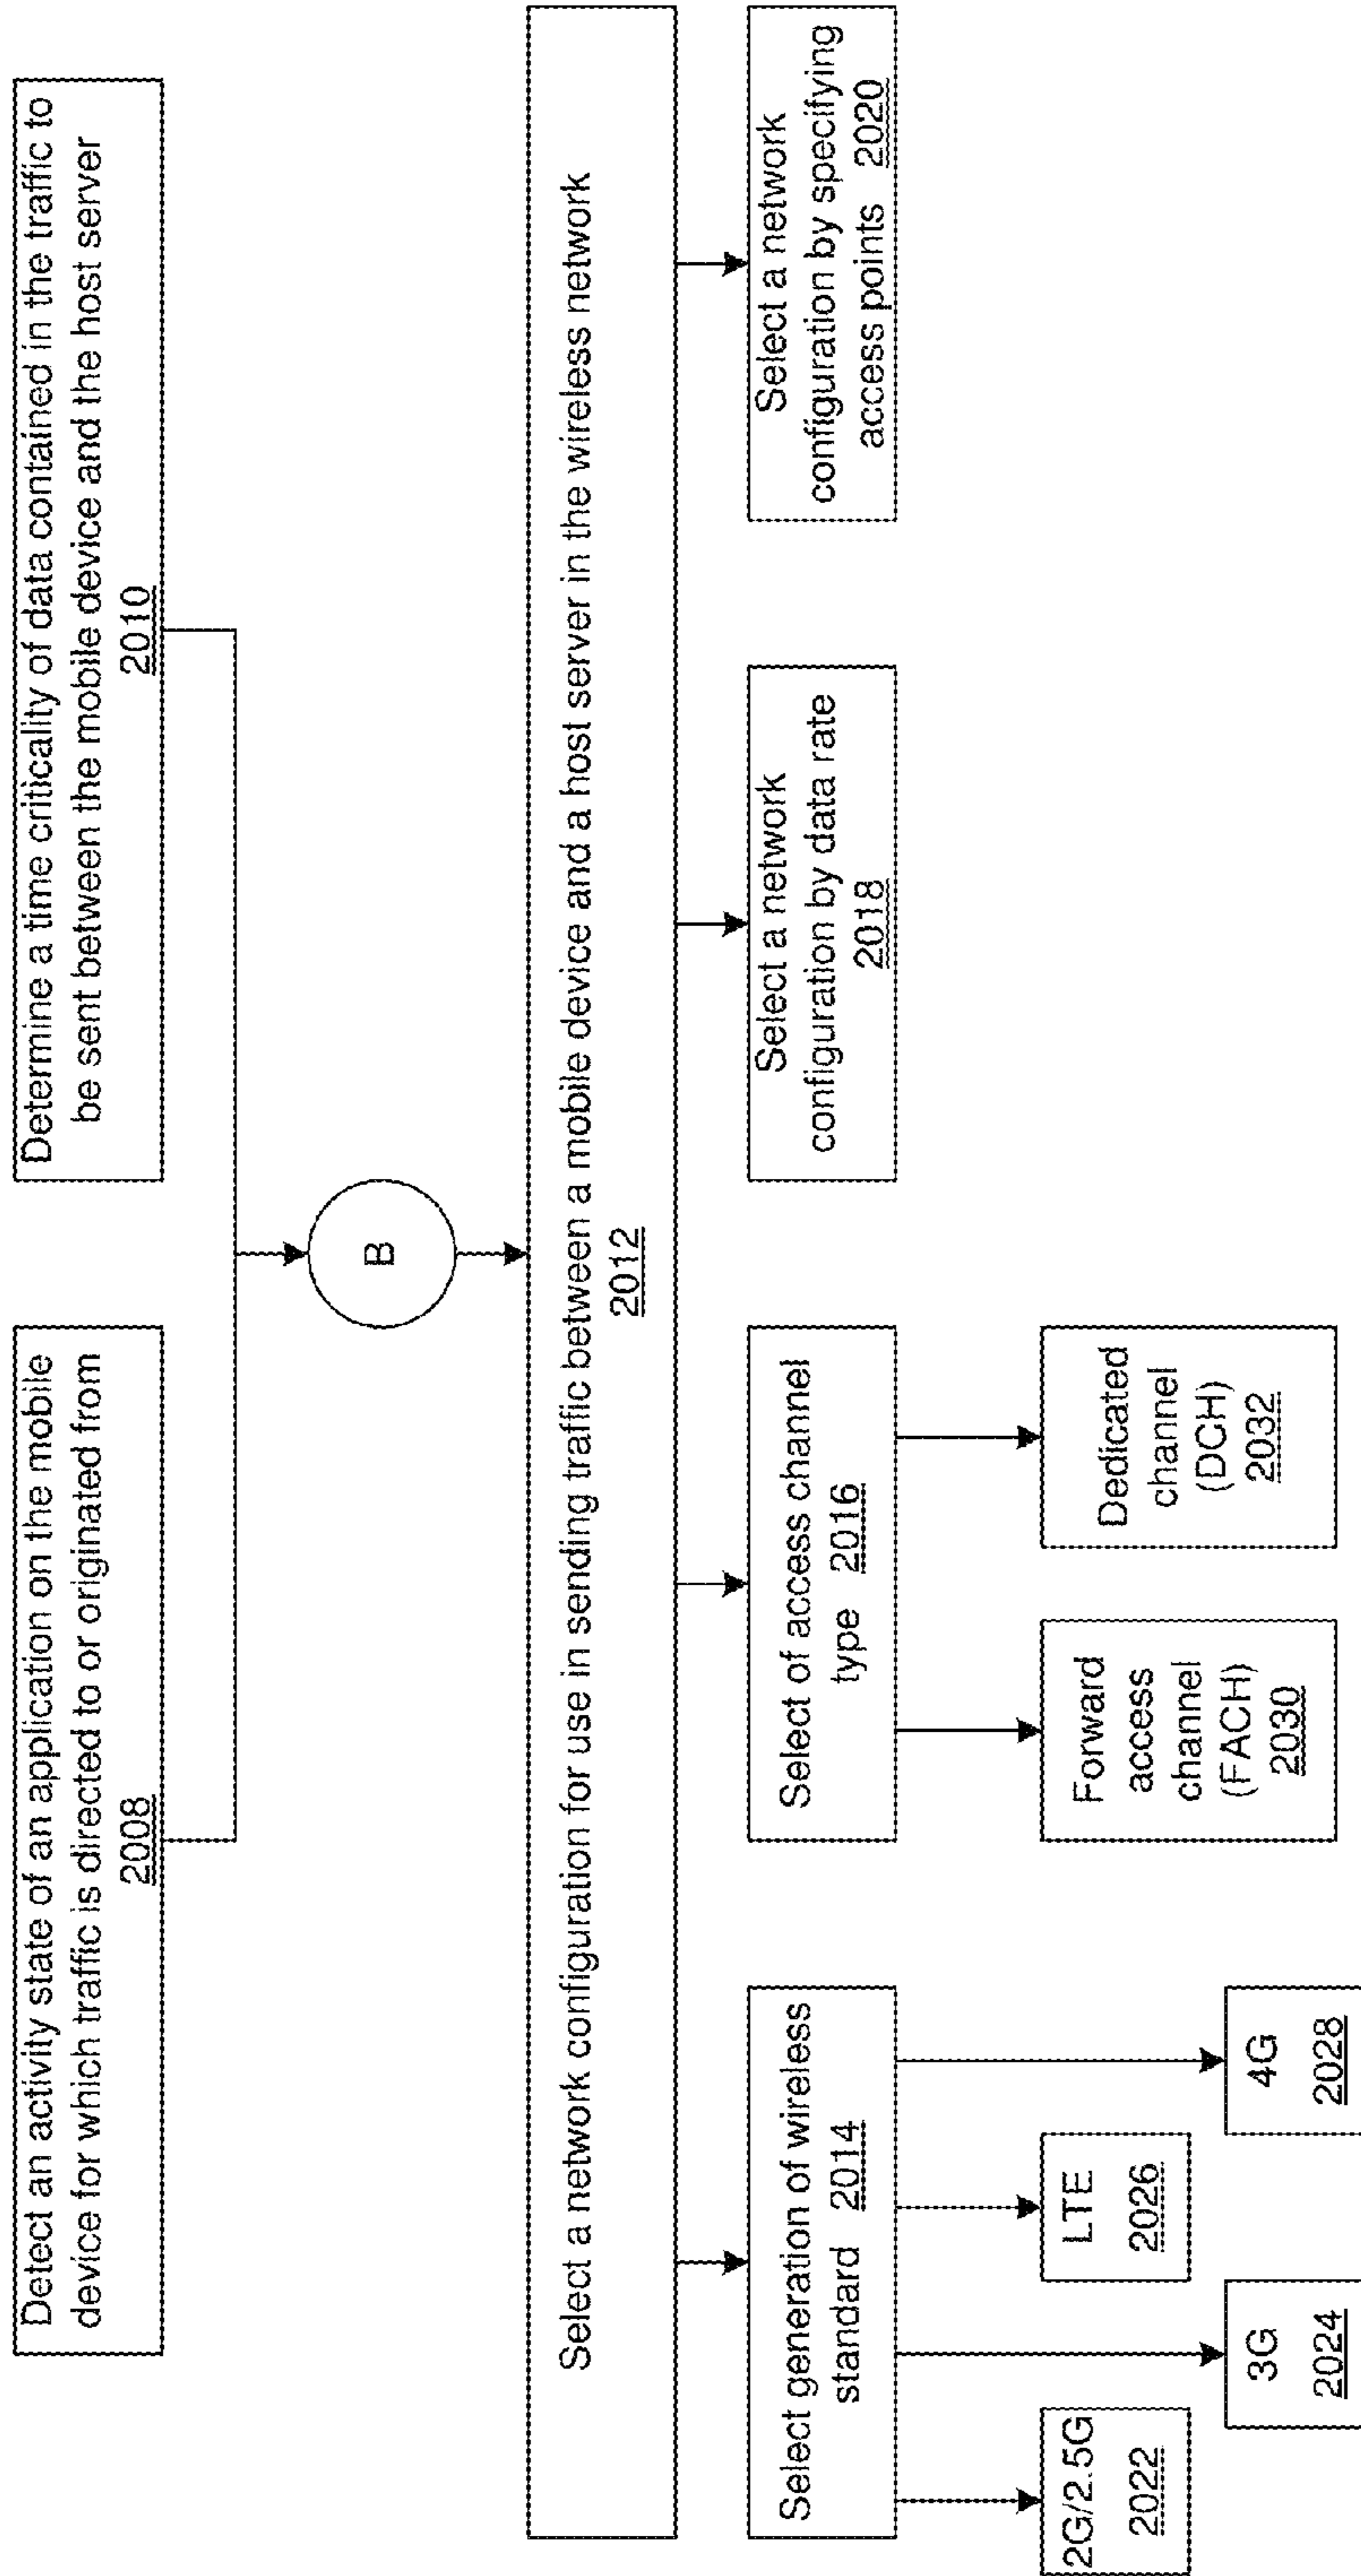 Detect an activity state of an application on the mobile
device for which traffic is directed to or originated from
2008
Determine a time criticality of data contained in the traffic to
be sent between the mobile device and the host server
2010
B
Select a network configuration for use in sending traffic between a mobile device and a host server in the wireless network
2012
Select generation of wireless
standard 2014
Select of access channel
type 2016
Select a network
configuration by data rate
2018
Select a network
configuration by specifying
access points 2020
2G/2.5G
2022
3G
2024
LTE
2026
4G
2028
Forward
access
channel
(FACH)
2030
Dedicated
channel
(DCH)
2032